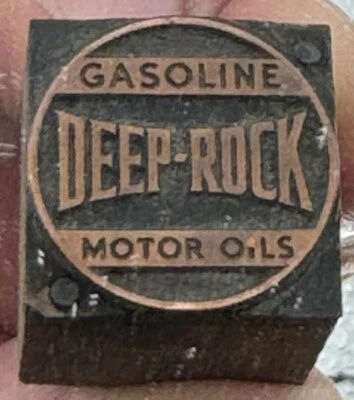 GASOLINE
DEEP-ROCK
MOTOR OILS